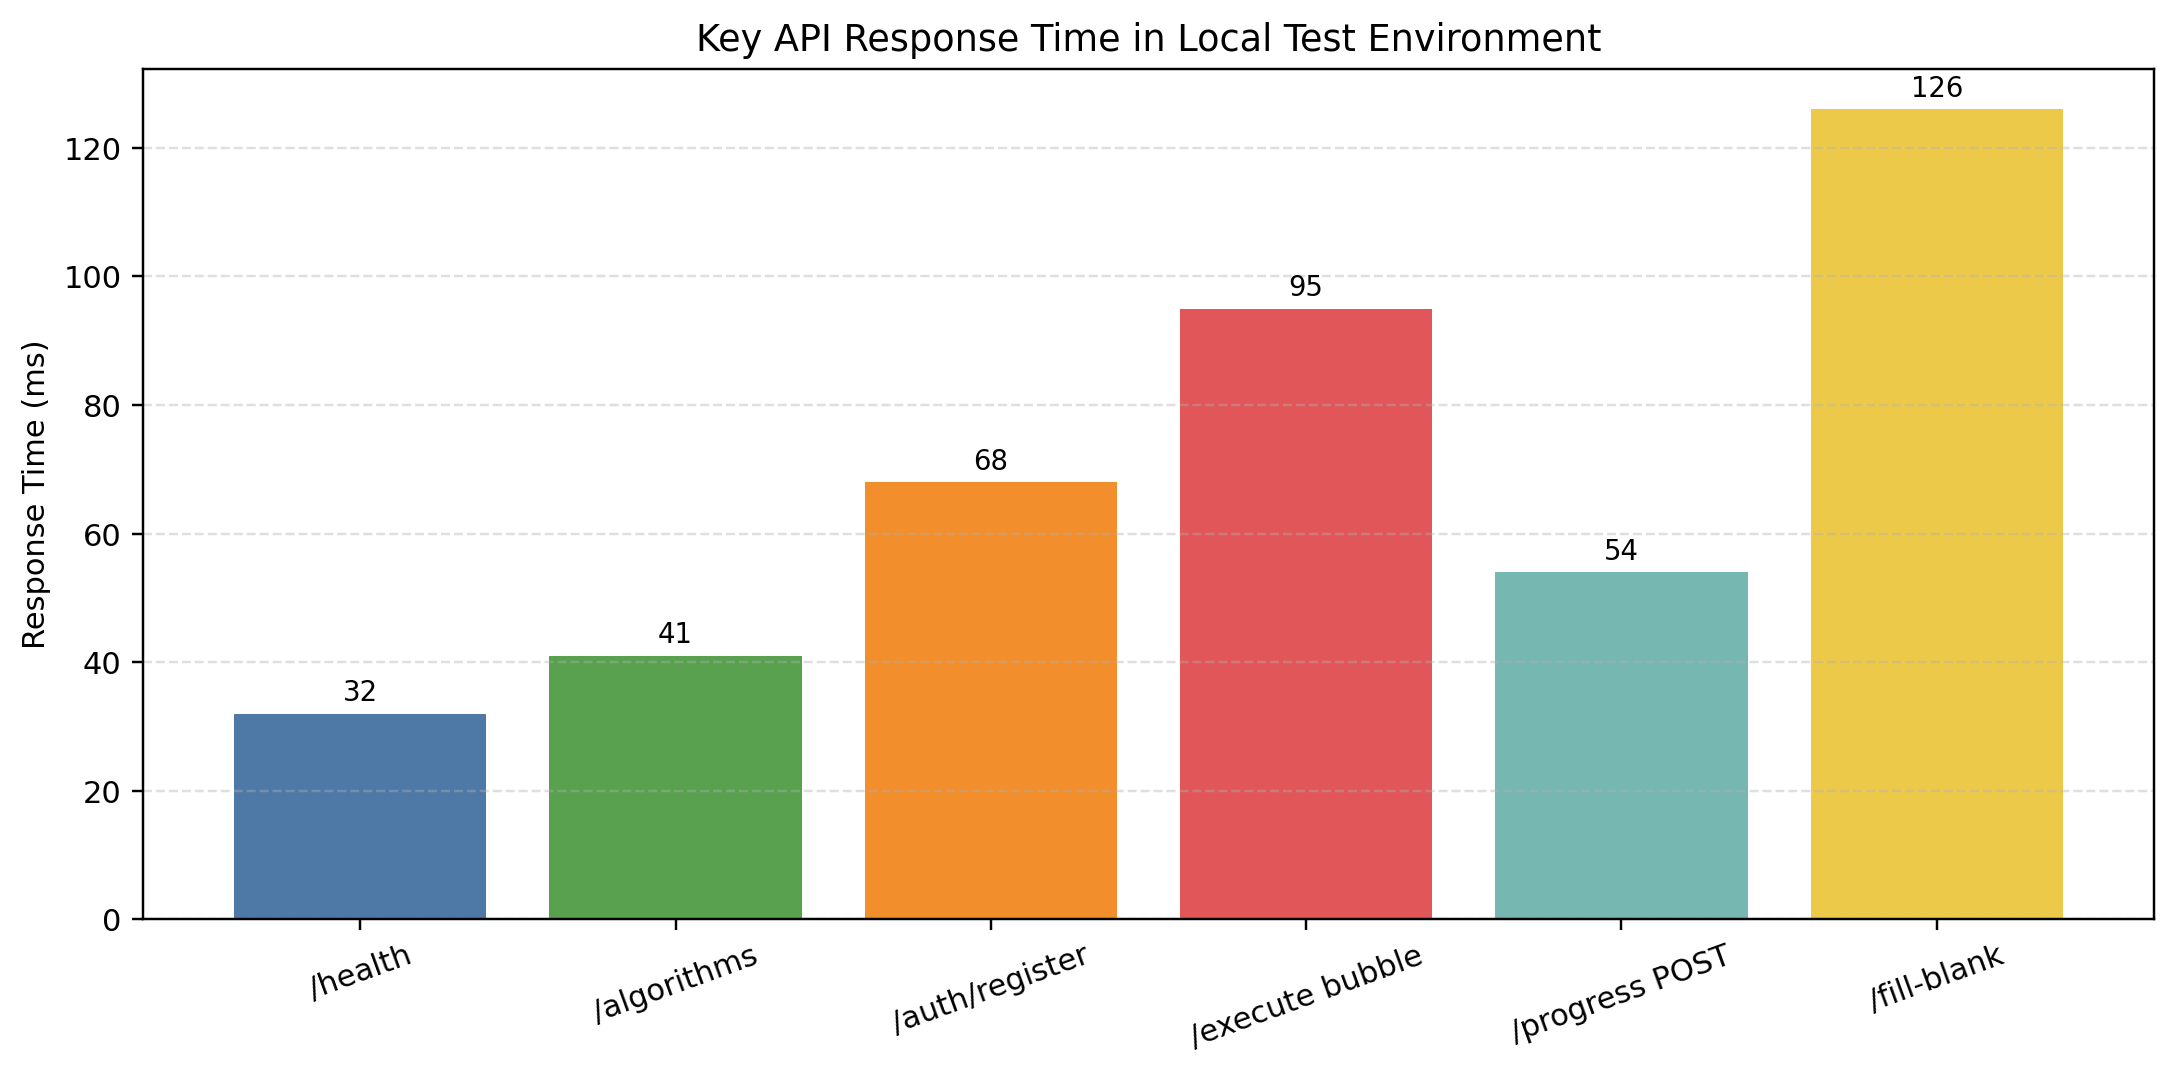 Key API Response Time in Local Test Environment
Response Time (ms)
120
100
80
60
40
20
0
32
41
68
95
54
126
/health
/algorithms
/auth/register
/execute bubble
/progress POST
/fill-blank